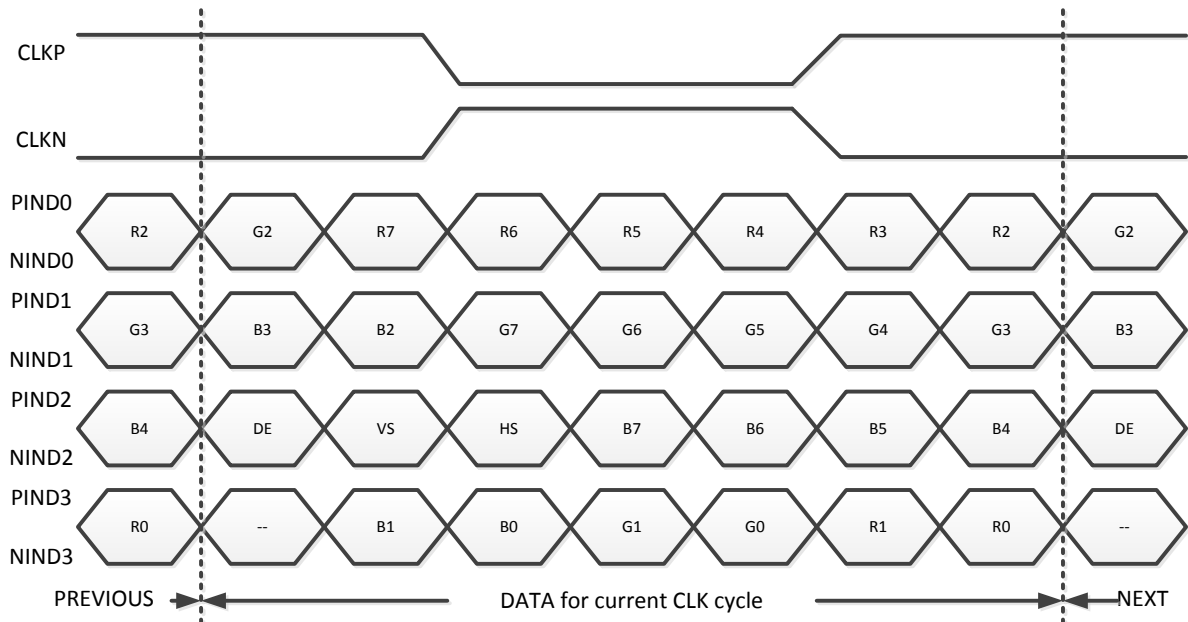 CLKP
CLKN
PIND0
R2 G2 R7 R6 R5 R4 R3 R2 G2
NIND0
PIND1
G3 B3 B2 G7 G6 G5 G4 G3 B3
NIND1
PIND2
B4 DE VS HS B7 B6 B5 B4 DE
NIND2
PIND3
R0 -- B1 B0 G1 G0 R1 R0 --
NIND3
PREVIOUS DATA for current CLK cycle NEXT